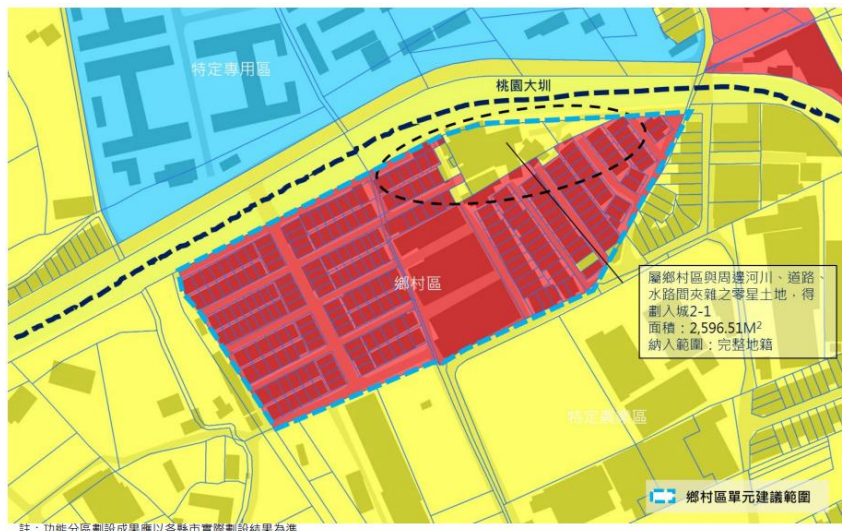 特定專用區
桃園大圳
鄉村區
屬鄉村區與周邊河川、道路、
水路間夾雜之零星土地，得
劃入城2-1
面積：2,596.51M²
納入範圍：完整地籍
特定農業區
鄉村區單元建議範圍
註：功能分區劃設成果應以各縣市實際劃設結果為準